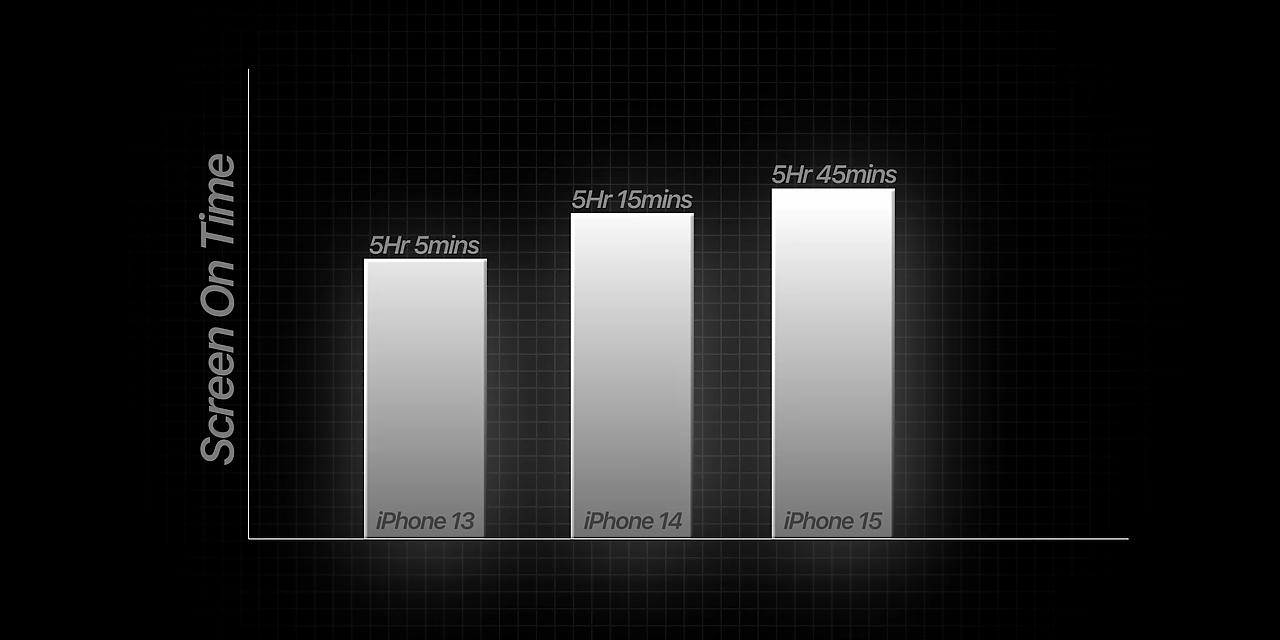 Screen On Time
5Hr 5mins
5Hr 15mins
5Hr 45mins
iPhone 13
iPhone 14
iPhone 15